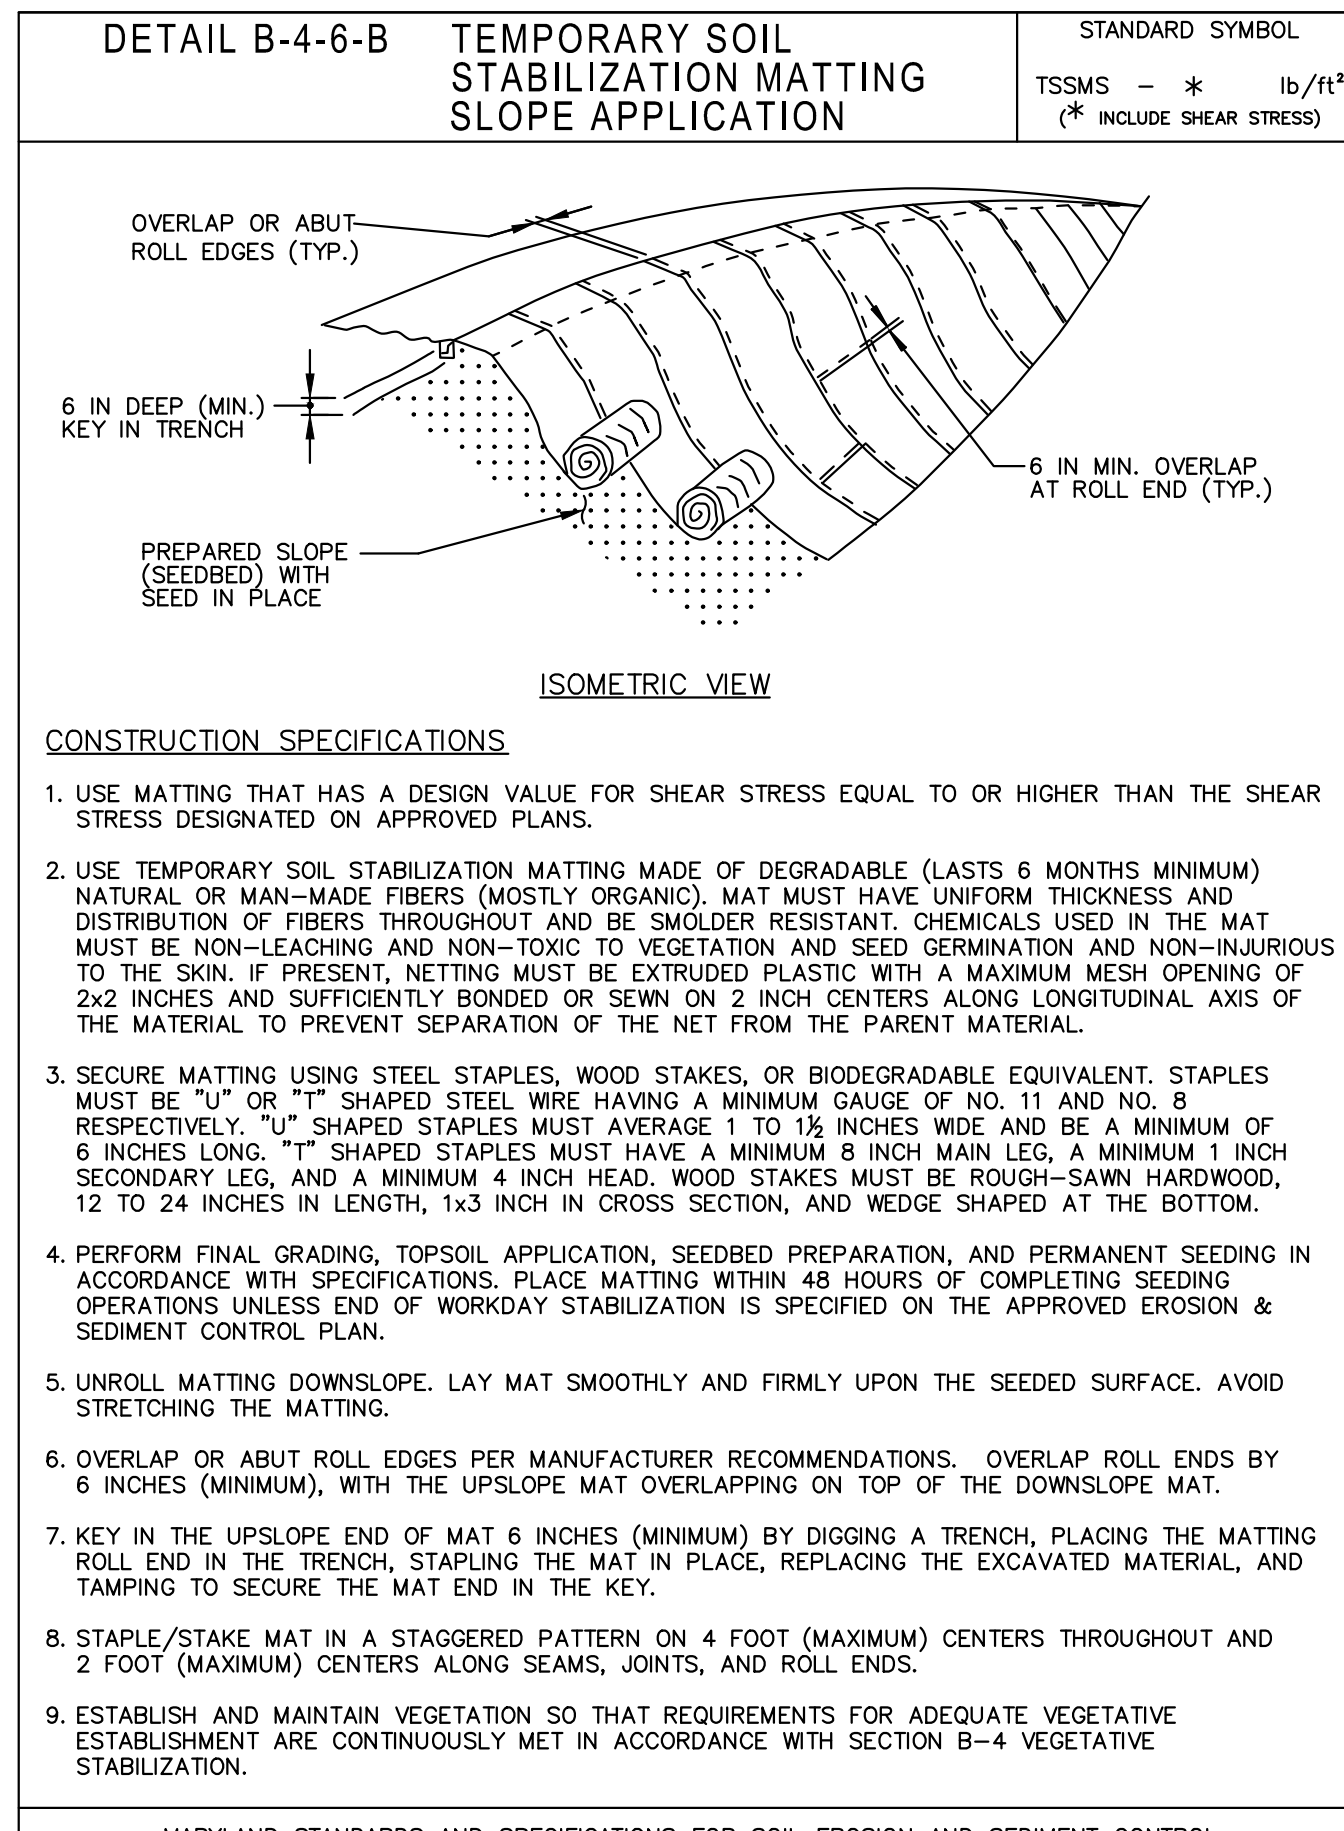 DETAIL B-4-6-B TEMPORARY SOIL
STABILIZATION MATTING
SLOPE APPLICATION
STANDARD SYMBOL
TSSMS – * lb/ft²
(* INCLUDE SHEAR STRESS)
OVERLAP OR ABUT
ROLL EDGES (TYP.)
6 IN DEEP (MIN.)
KEY IN TRENCH
6 IN MIN. OVERLAP
AT ROLL END (TYP.)
PREPARED SLOPE
(SEEDBED) WITH
SEED IN PLACE
ISOMETRIC VIEW
CONSTRUCTION SPECIFICATIONS
1. USE MATTING THAT HAS A DESIGN VALUE FOR SHEAR STRESS EQUAL TO OR HIGHER THAN THE SHEAR
STRESS DESIGNATED ON APPROVED PLANS.
2. USE TEMPORARY SOIL STABILIZATION MATTING MADE OF DEGRADABLE (LASTS 6 MONTHS MINIMUM)
NATURAL OR MAN–MADE FIBERS (MOSTLY ORGANIC). MAT MUST HAVE UNIFORM THICKNESS AND
DISTRIBUTION OF FIBERS THROUGHOUT AND BE SMOLDER RESISTANT. CHEMICALS USED IN THE MAT
MUST BE NON–LEACHING AND NON–TOXIC TO VEGETATION AND SEED GERMINATION AND NON–INJURIOUS
TO THE SKIN. IF PRESENT, NETTING MUST BE EXTRUDED PLASTIC WITH A MAXIMUM MESH OPENING OF
2x2 INCHES AND SUFFICIENTLY BONDED OR SEWN ON 2 INCH CENTERS ALONG LONGITUDINAL AXIS OF
THE MATERIAL TO PREVENT SEPARATION OF THE NET FROM THE PARENT MATERIAL.
3. SECURE MATTING USING STEEL STAPLES, WOOD STAKES, OR BIODEGRADABLE EQUIVALENT. STAPLES
MUST BE "U" OR "T" SHAPED STEEL WIRE HAVING A MINIMUM GAUGE OF NO. 11 AND NO. 8
RESPECTIVELY. "U" SHAPED STAPLES MUST AVERAGE 1 TO 1½ INCHES WIDE AND BE A MINIMUM OF
6 INCHES LONG. "T" SHAPED STAPLES MUST HAVE A MINIMUM 8 INCH MAIN LEG, A MINIMUM 1 INCH
SECONDARY LEG, AND A MINIMUM 4 INCH HEAD. WOOD STAKES MUST BE ROUGH–SAWN HARDWOOD,
12 TO 24 INCHES IN LENGTH, 1x3 INCH IN CROSS SECTION, AND WEDGE SHAPED AT THE BOTTOM.
4. PERFORM FINAL GRADING, TOPSOIL APPLICATION, SEEDBED PREPARATION, AND PERMANENT SEEDING IN
ACCORDANCE WITH SPECIFICATIONS. PLACE MATTING WITHIN 48 HOURS OF COMPLETING SEEDING
OPERATIONS UNLESS END OF WORKDAY STABILIZATION IS SPECIFIED ON THE APPROVED EROSION &
SEDIMENT CONTROL PLAN.
5. UNROLL MATTING DOWNSLOPE. LAY MAT SMOOTHLY AND FIRMLY UPON THE SEEDED SURFACE. AVOID
STRETCHING THE MATTING.
6. OVERLAP OR ABUT ROLL EDGES PER MANUFACTURER RECOMMENDATIONS. OVERLAP ROLL ENDS BY
6 INCHES (MINIMUM), WITH THE UPSLOPE MAT OVERLAPPING ON TOP OF THE DOWNSLOPE MAT.
7. KEY IN THE UPSLOPE END OF MAT 6 INCHES (MINIMUM) BY DIGGING A TRENCH, PLACING THE MATTING
ROLL END IN THE TRENCH, STAPLING THE MAT IN PLACE, REPLACING THE EXCAVATED MATERIAL, AND
TAMPING TO SECURE THE MAT END IN THE KEY.
8. STAPLE/STAKE MAT IN A STAGGERED PATTERN ON 4 FOOT (MAXIMUM) CENTERS THROUGHOUT AND
2 FOOT (MAXIMUM) CENTERS ALONG SEAMS, JOINTS, AND ROLL ENDS.
9. ESTABLISH AND MAINTAIN VEGETATION SO THAT REQUIREMENTS FOR ADEQUATE VEGETATIVE
ESTABLISHMENT ARE CONTINUOUSLY MET IN ACCORDANCE WITH SECTION B–4 VEGETATIVE
STABILIZATION.
MARYLAND STANDARDS AND SPECIFICATIONS FOR SOIL EROSION AND SEDIMENT CONTROL